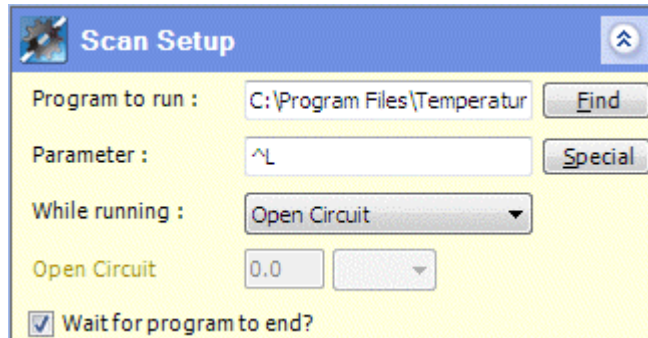 Scan Setup
Program to run : C:\Program Files\Temperatur Find
Parameter : ^L Special
While running : Open Circuit
Open Circuit 0.0
Wait for program to end?